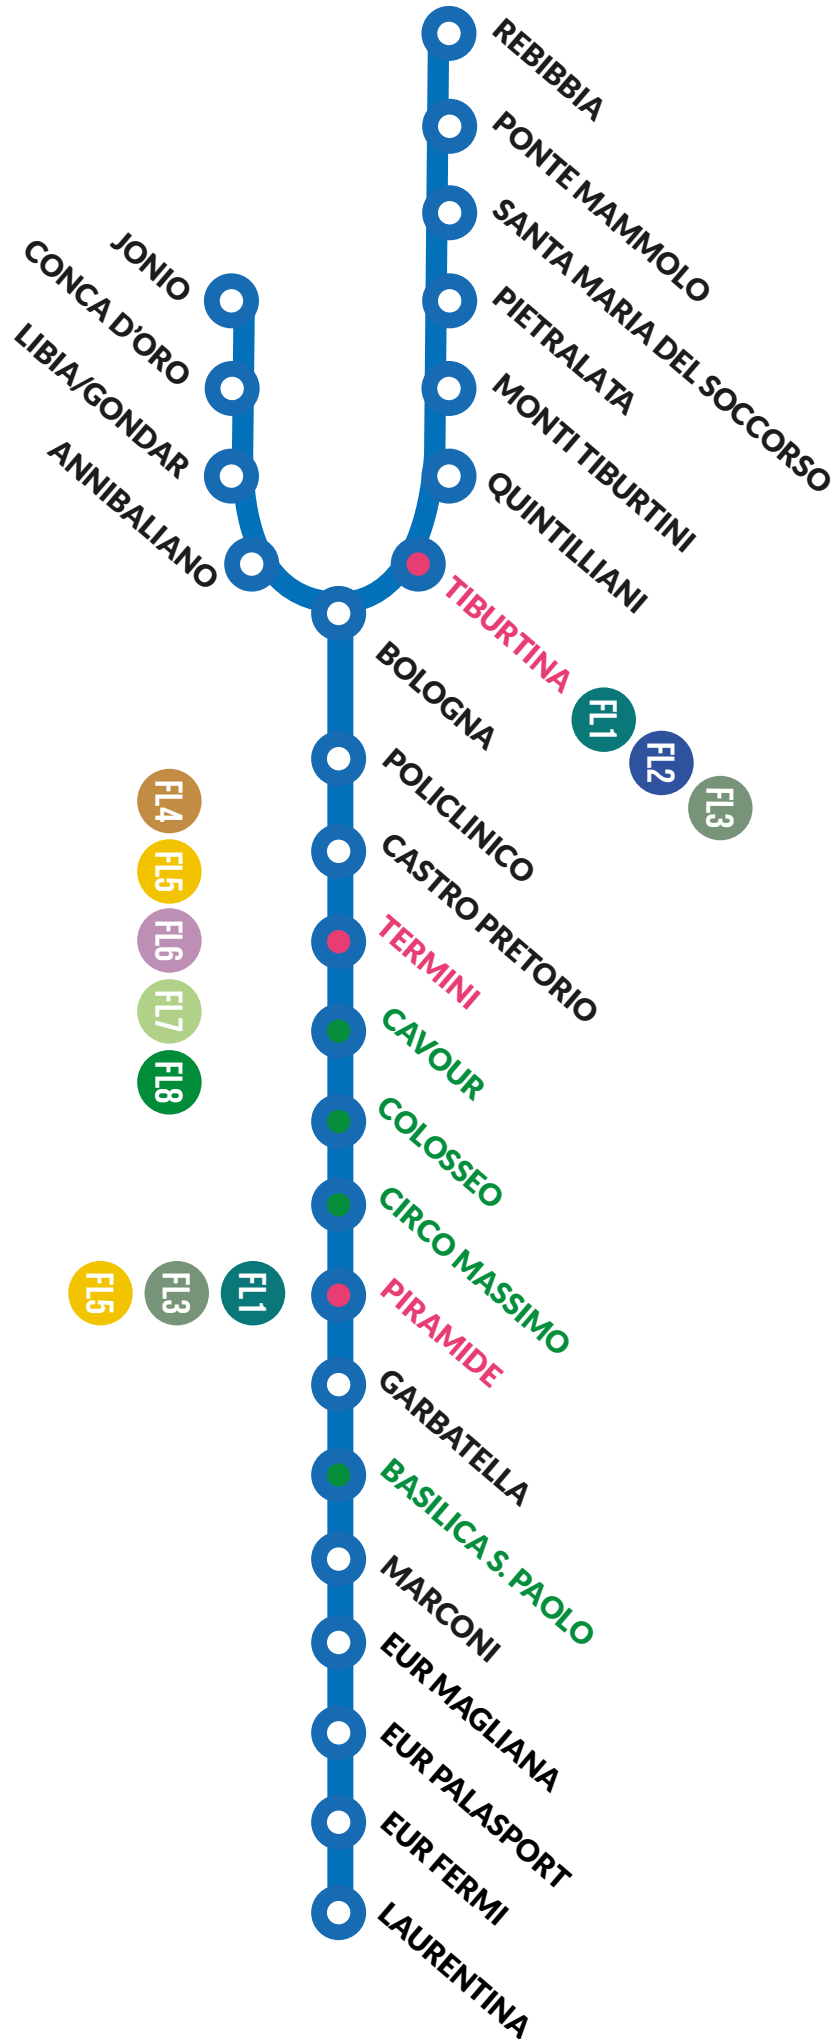 REBIBBIA
PONTE MAMMOLO
SANTA MARIA DEL SOCCORSO
PIETRALATA
MONTI TIBURTINI
QUINTILLIANI
TIBURTINA
FL1
FL2
FL3
JONIO
CONCA D'ORO
LIBIA/GONDAR
ANNIBALIANO
BOLOGNA
POLICLINICO
CASTRO PRETORIO
TERMINI
FL4
FL5
FL6
FL7
FL8
CAVOUR
COLOSSEO
CIRCO MASSIMO
PIRAMIDE
FL5
FL3
FL1
GARBATELLA
BASILICA S. PAOLO
MARCONI
EUR MAGLIANA
EUR PALASPORT
EUR FERMI
LAURENTINA